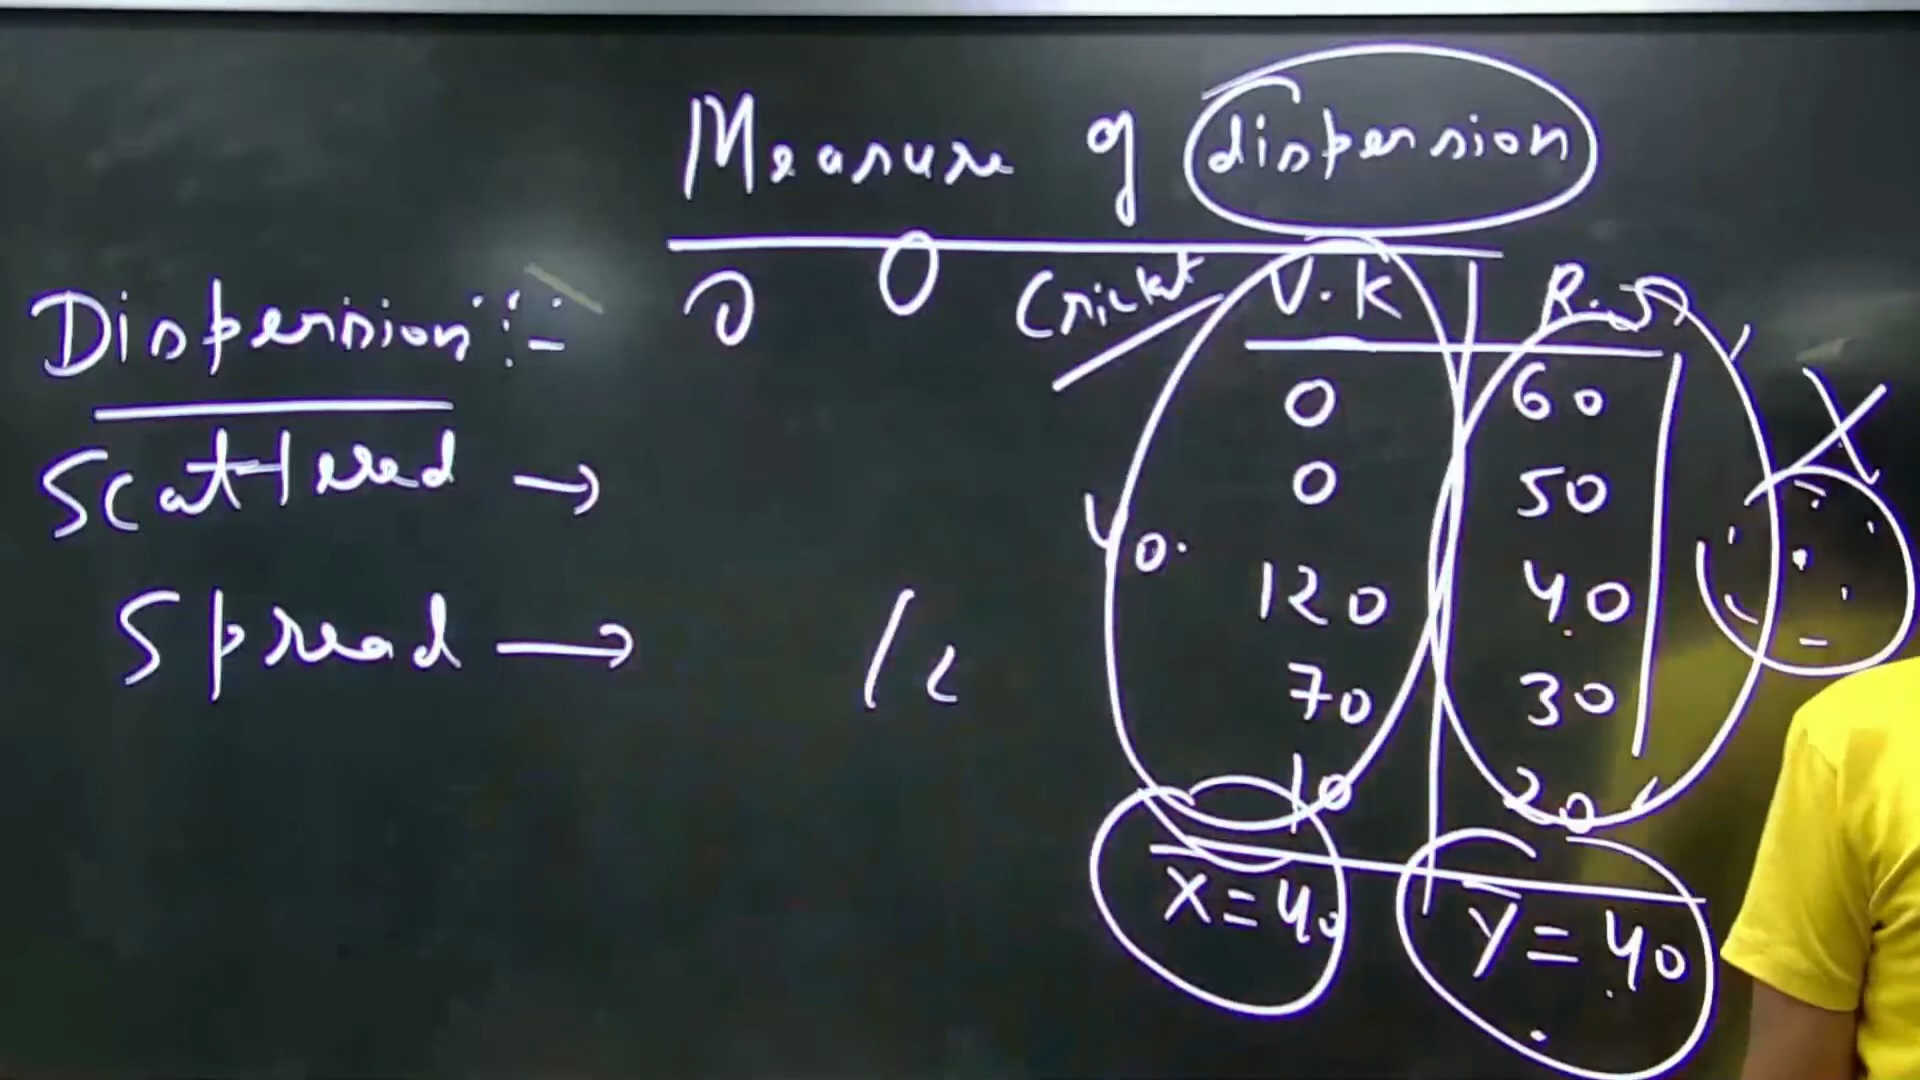 Measure of dispersion
Dispersion :-
Scattered →
Spread →
Cricket V.K R.S
0 60
0 50
40. 120 40
70 30
10 20
X = 40 Y = 40